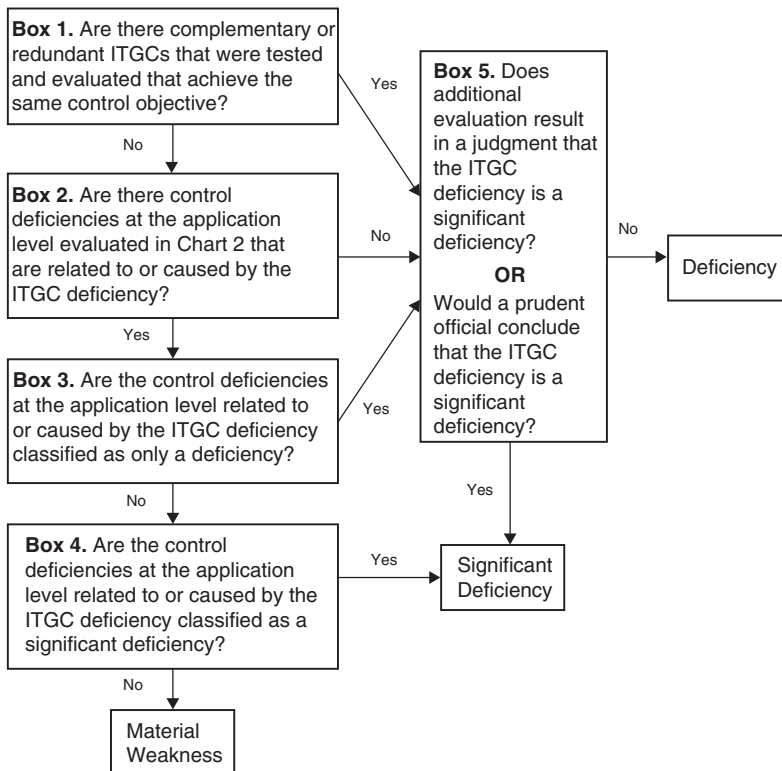 Box 1. Are there complementary or
redundant ITGCs that were tested
and evaluated that achieve the
same control objective?
Yes
No
Box 2. Are there control
deficiencies at the application
level evaluated in Chart 2 that
are related to or caused by the
ITGC deficiency?
No
Yes
Box 3. Are the control deficiencies
at the application level related to
or caused by the ITGC deficiency
classified as only a deficiency?
Yes
No
Box 4. Are the control
deficiencies at the application
level related to or caused by the
ITGC deficiency classified as a
significant deficiency?
Yes
No
Material
Weakness
Box 5. Does
additional
evaluation result
in a judgment that
the ITGC
deficiency is a
significant
deficiency?
OR
Would a prudent
official conclude
that the ITGC
deficiency is a
significant
deficiency?
No
Deficiency
Yes
Significant
Deficiency